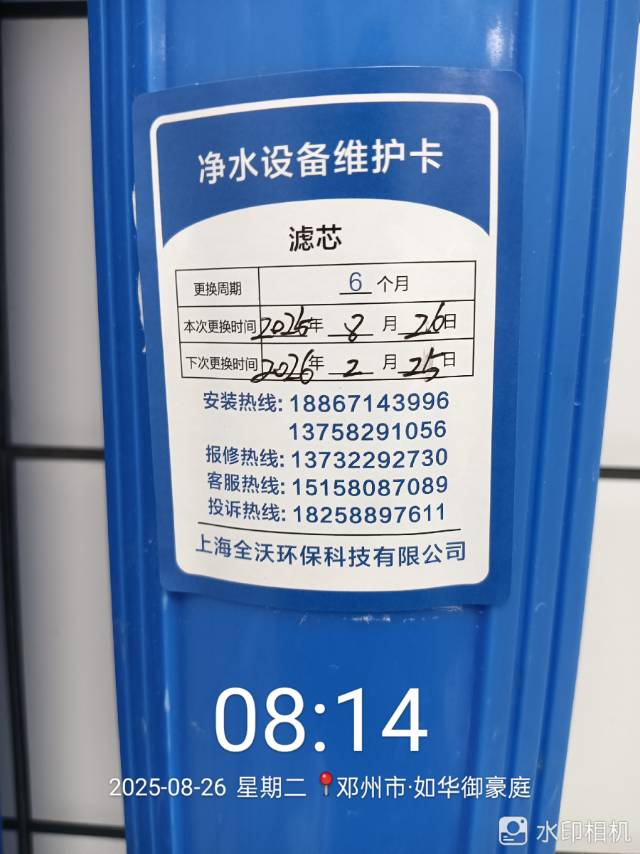 净水设备维护卡
滤芯
更换周期 6 个月
本次更换时间 2025年 8 月 26日
下次更换时间 2026年 2 月 25日
安装热线: 18867143996
13758291056
报修热线: 13732292730
客服热线: 15158087089
投诉热线: 18258897611
上海全沃环保科技有限公司
08:14
2025-08-26 星期二 📍邓州市·如华御豪庭
水印相机